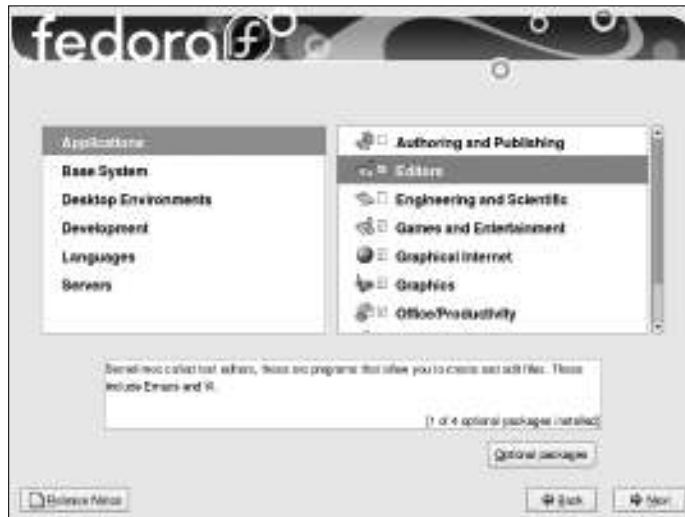 fedora
Applications
Base System
Desktop Environments
Development
Languages
Servers
Authoring and Publishing
Editors
Engineering and Scientific
Games and Entertainment
Graphical Internet
Graphics
Office/Productivity
Sometimes called text editors, these are programs that allow you to create and edit files. These
include Emacs and Vi.
[1 of 4 optional packages installed]
Optional packages
Release Notes
Back
Next